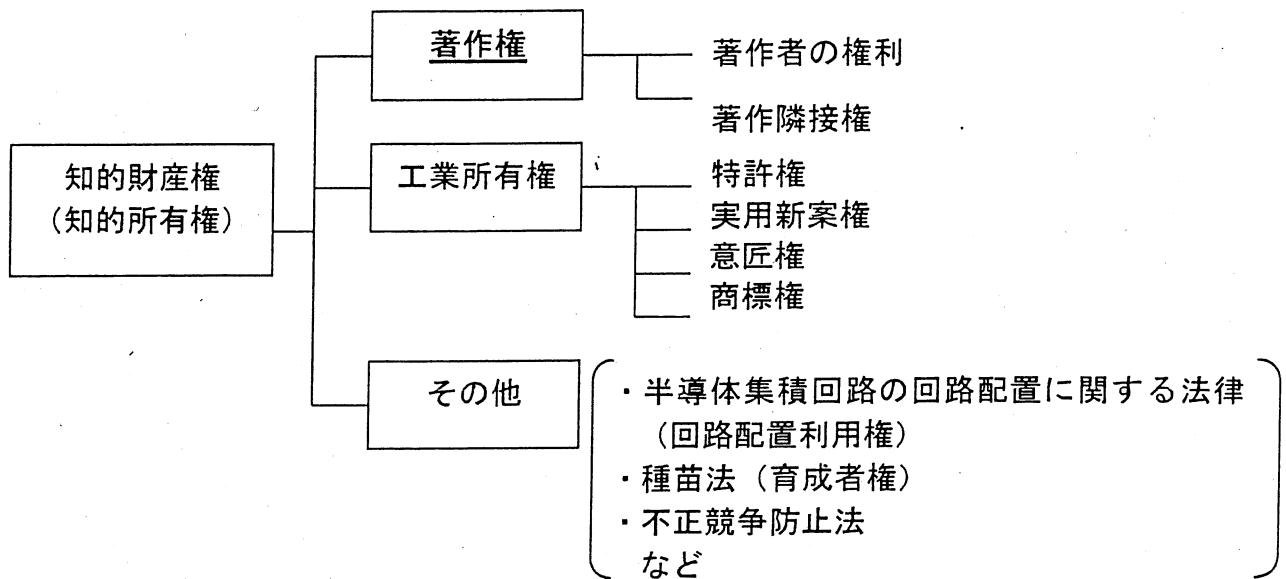 著作権
著作者の権利
著作隣接権
知的財産権
(知的所有権)
工業所有権
特許権
実用新案権
意匠権
商標権
その他
・半導体集積回路の回路配置に関する法律
(回路配置利用権)
・種苗法(育成者権)
・不正競争防止法
など